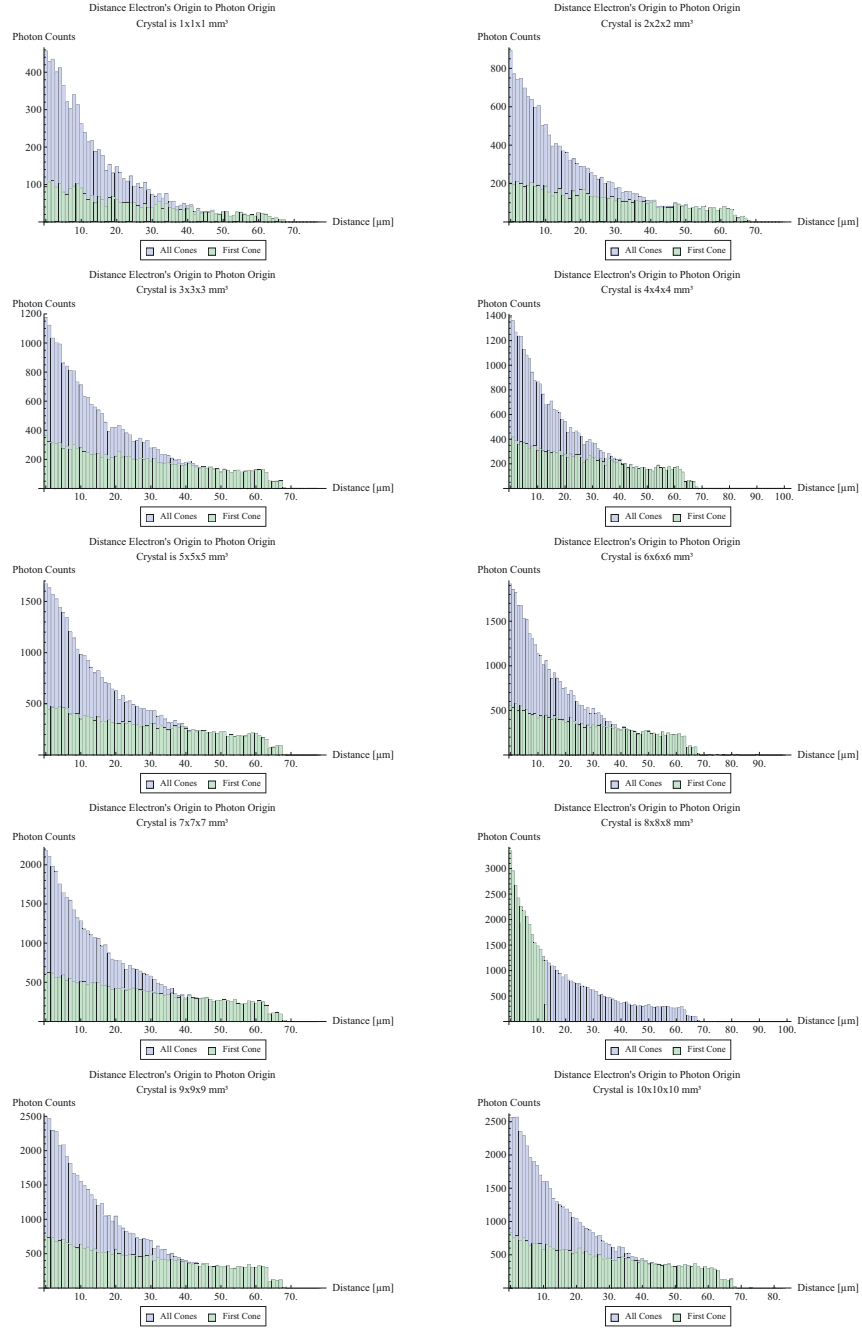 Distance Electron's Origin to Photon Origin
Crystal is 1x1x1 mm³
Photon Counts
400
300
200
100
10. 20. 30. 40. 50. 60. 70. Distance [µm]
All Cones First Cone
Distance Electron's Origin to Photon Origin
Crystal is 2x2x2 mm³
Photon Counts
800
600
400
200
10. 20. 30. 40. 50. 60. 70. Distance [µm]
All Cones First Cone
Distance Electron's Origin to Photon Origin
Crystal is 3x3x3 mm³
Photon Counts
1200
1000
800
600
400
200
10. 20. 30. 40. 50. 60. 70. Distance [µm]
All Cones First Cone
Distance Electron's Origin to Photon Origin
Crystal is 4x4x4 mm³
Photon Counts
1400
1200
1000
800
600
400
200
10. 20. 30. 40. 50. 60. 70. 80. 90. 100. Distance [µm]
All Cones First Cone
Distance Electron's Origin to Photon Origin
Crystal is 5x5x5 mm³
Photon Counts
1500
1000
500
10. 20. 30. 40. 50. 60. 70. Distance [µm]
All Cones First Cone
Distance Electron's Origin to Photon Origin
Crystal is 6x6x6 mm³
Photon Counts
1500
1000
500
10. 20. 30. 40. 50. 60. 70. 80. 90. Distance [µm]
All Cones First Cone
Distance Electron's Origin to Photon Origin
Crystal is 7x7x7 mm³
Photon Counts
2000
1500
1000
500
10. 20. 30. 40. 50. 60. 70. Distance [µm]
All Cones First Cone
Distance Electron's Origin to Photon Origin
Crystal is 8x8x8 mm³
Photon Counts
3000
2500
2000
1500
1000
500
10. 20. 30. 40. 50. 60. 70. 80. 90. 100. Distance [µm]
All Cones First Cone
Distance Electron's Origin to Photon Origin
Crystal is 9x9x9 mm³
Photon Counts
2500
2000
1500
1000
500
10. 20. 30. 40. 50. 60. 70. Distance [µm]
All Cones First Cone
Distance Electron's Origin to Photon Origin
Crystal is 10x10x10 mm³
Photon Counts
2500
2000
1500
1000
500
10. 20. 30. 40. 50. 60. 70. 80. Distance [µm]
All Cones First Cone